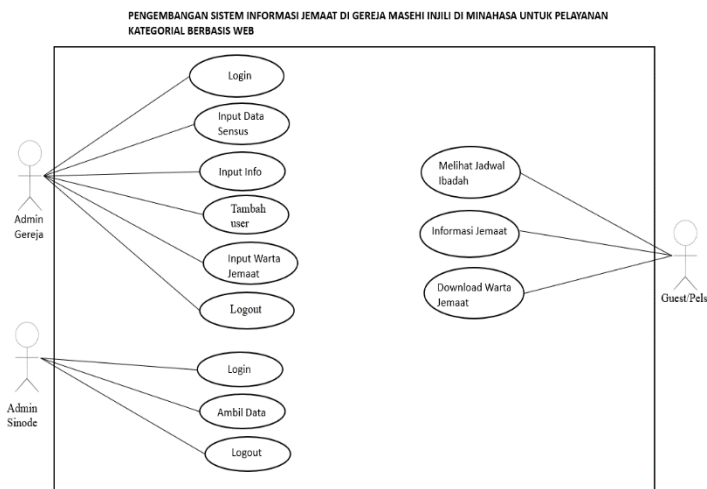 PENGEMBANGAN SISTEM INFORMASI JEMAAT DI GEREJA MASEHI INJILI DI MINAHASA UNTUK PELAYANAN
KATEGORIAL BERBASIS WEB
Login
Input Data
Sensus
Input Info
Tambah
user
Input Warta
Jemaat
Logout
Admin
Gereja
Melihat Jadwal
Ibadah
Informasi Jemaat
Download Warta
Jemaat
Guest/Pels
Login
Ambil Data
Logout
Admin
Sinode